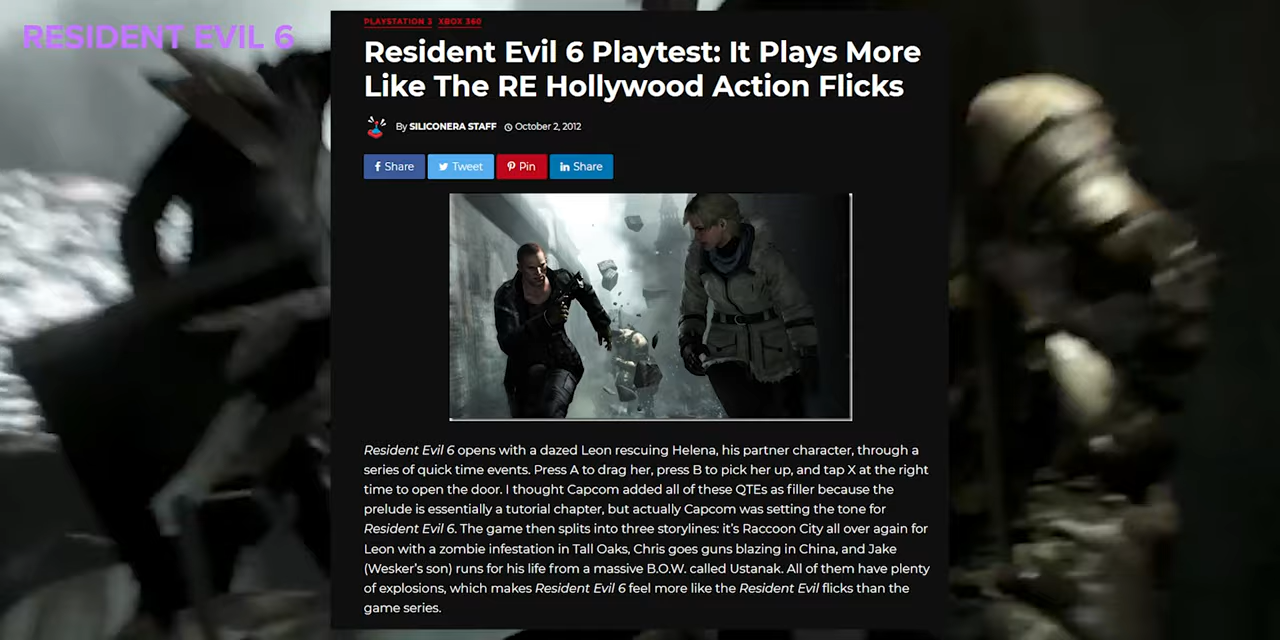 RESIDENT EVIL 6
PLAYSTATION 3 XBOX 360
Resident Evil 6 Playtest: It Plays More
Like The RE Hollywood Action Flicks
By SILICONERA STAFF October 2, 2012
Share Tweet Pin Share
Resident Evil 6 opens with a dazed Leon rescuing Helena, his partner character, through a
series of quick time events. Press A to drag her, press B to pick her up, and tap X at the right
time to open the door. I thought Capcom added all of these QTEs as filler because the
prelude is essentially a tutorial chapter, but actually Capcom was setting the tone for
Resident Evil 6. The game then splits into three storylines: it's Raccoon City all over again for
Leon with a zombie infestation in Tall Oaks, Chris goes guns blazing in China, and Jake
(Wesker's son) runs for his life from a massive B.O.W. called Ustanak. All of them have plenty
of explosions, which makes Resident Evil 6 feel more like the Resident Evil flicks than the
game series.